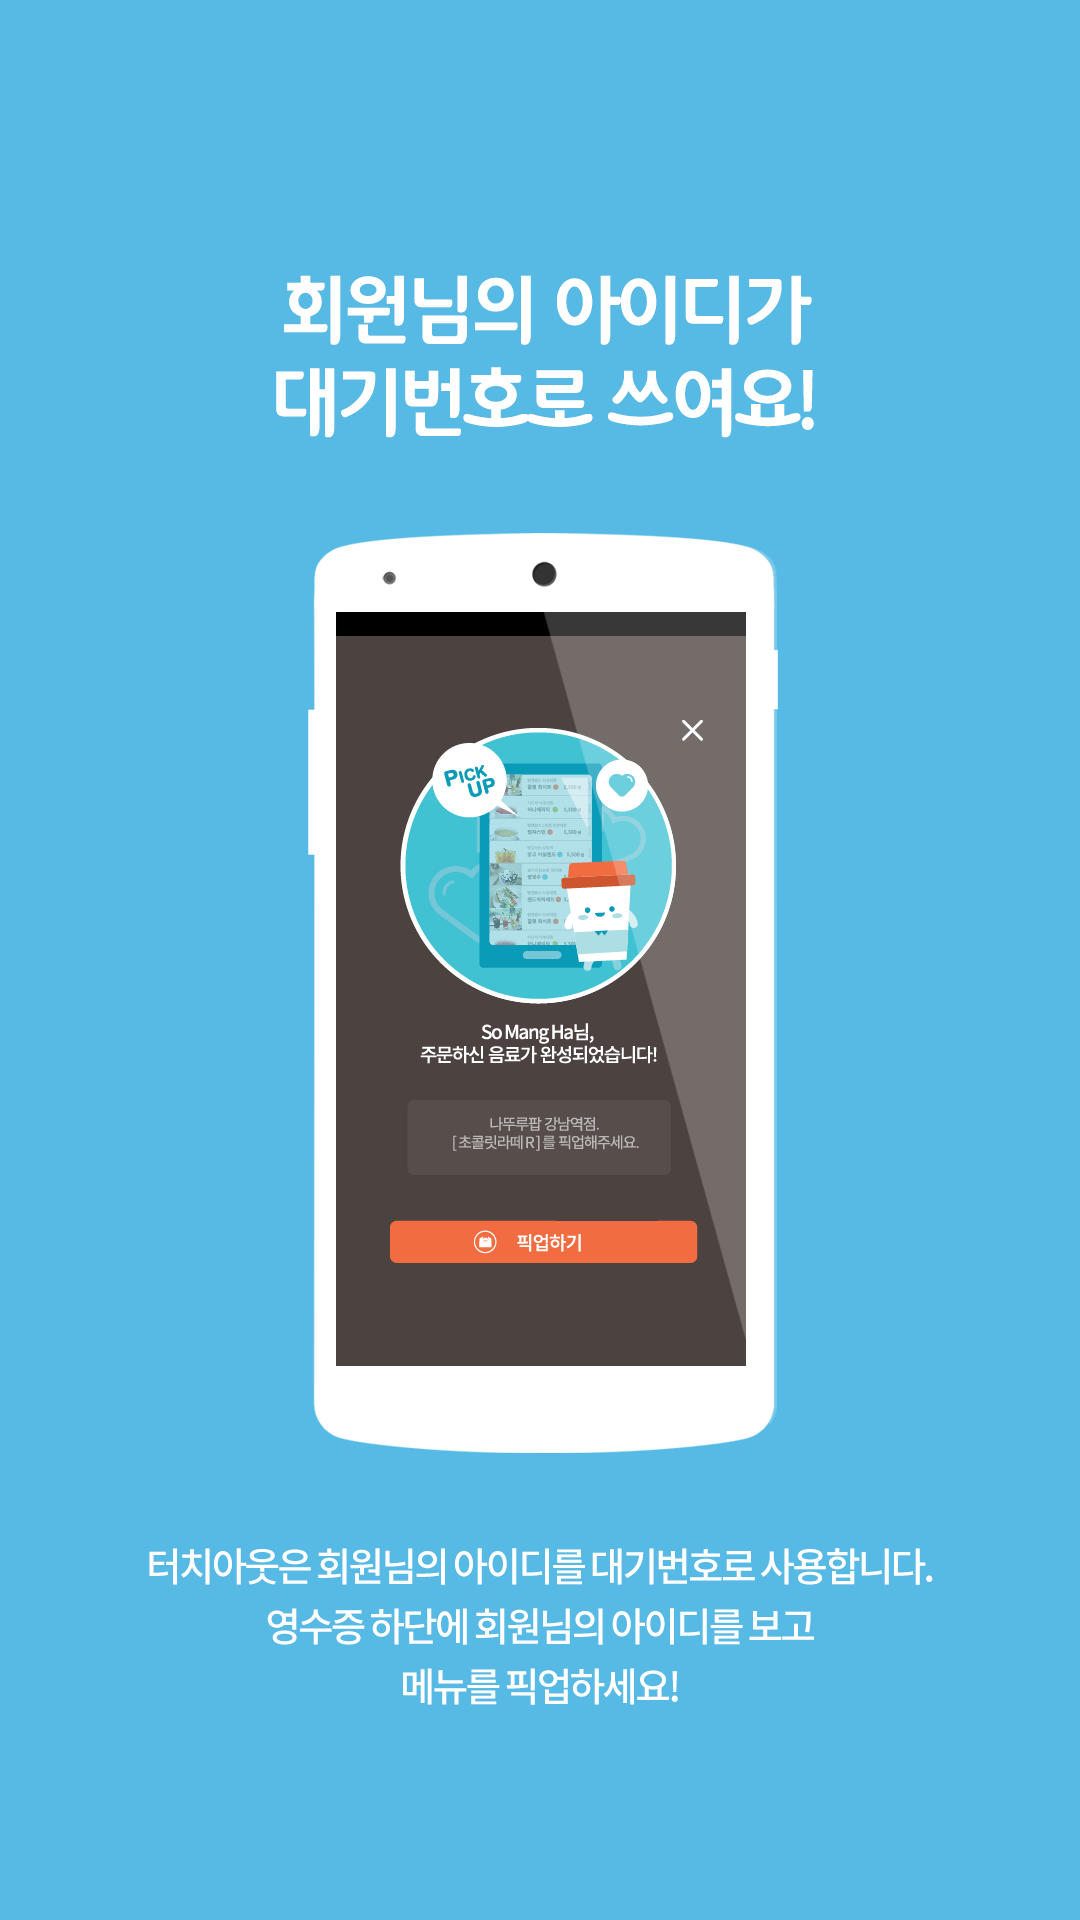 회원님의 아이디가
대기번호로 쓰여요!
PICK
UP
So Mang Ha님,
주문하신 음료가 완성되었습니다!
나뚜루팝 강남역점.
[ 초콜릿라떼 R ] 를 픽업해주세요.
픽업하기
터치아웃은 회원님의 아이디를 대기번호로 사용합니다.
영수증 하단에 회원님의 아이디를 보고
메뉴를 픽업하세요!